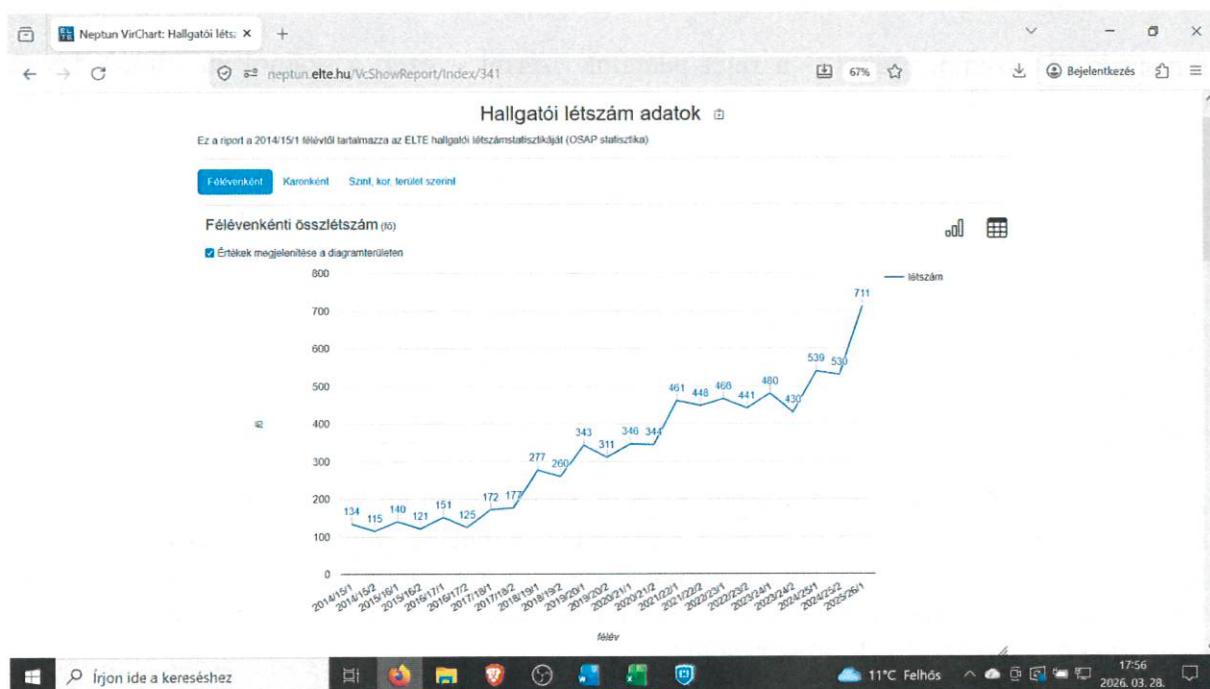 Neptun VirChart: Hallgatói léts:
neptun.elte.hu/VcShowReport/Index/341
67%
Bejelentkezés
Hallgatói létszám adatok
Ez a riport a 2014/15/1 félévtől tartalmazza az ELTE hallgatói létszámstatisztikáját (OSAP statisztika)
Félévenként Karonként Szint, kor, terület szerint
Félévenkénti összlétszám (fő)
Értékek megjelenítése a diagramterületen
800
700
600
500
400
300
200
100
0
fő
134 115 140 121 151 125 172 177 277 260 343 311 346 344 461 448 466 441 480 430 539 530 711
létszám
2014/15/1 2014/15/2 2015/16/1 2015/16/2 2016/17/1 2016/17/2 2017/18/1 2017/18/2 2018/19/1 2018/19/2 2019/20/1 2019/20/2 2020/21/1 2020/21/2 2021/22/1 2021/22/2 2022/23/1 2022/23/2 2023/24/1 2023/24/2 2024/25/1 2024/25/2 2025/26/1
félév
Írjon ide a kereséshez
11°C Felhős
17:56
2026. 03. 28.